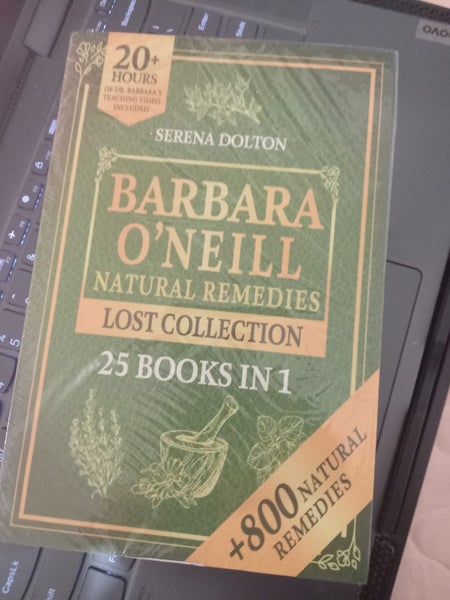 20+
HOURS
OF DR. BARBARA'S
TEACHING VIDEO
INCLUDED
SERENA DOLTON
BARBARA
O'NEILL
NATURAL REMEDIES
LOST COLLECTION
25 BOOKS IN 1
+800 NATURAL
REMEDIES
CapsLk